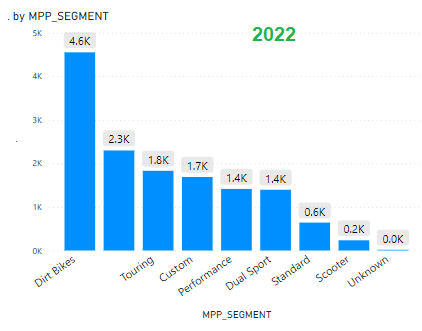 . by MPP_SEGMENT
2022
5K
4K
3K
2K
1K
0K
4.6K
2.3K
1.8K
1.7K
1.4K
1.4K
0.6K
0.2K
0.0K
.
Dirt Bikes
Touring
Custom
Performance
Dual Sport
Standard
Scooter
Unknown
MPP_SEGMENT